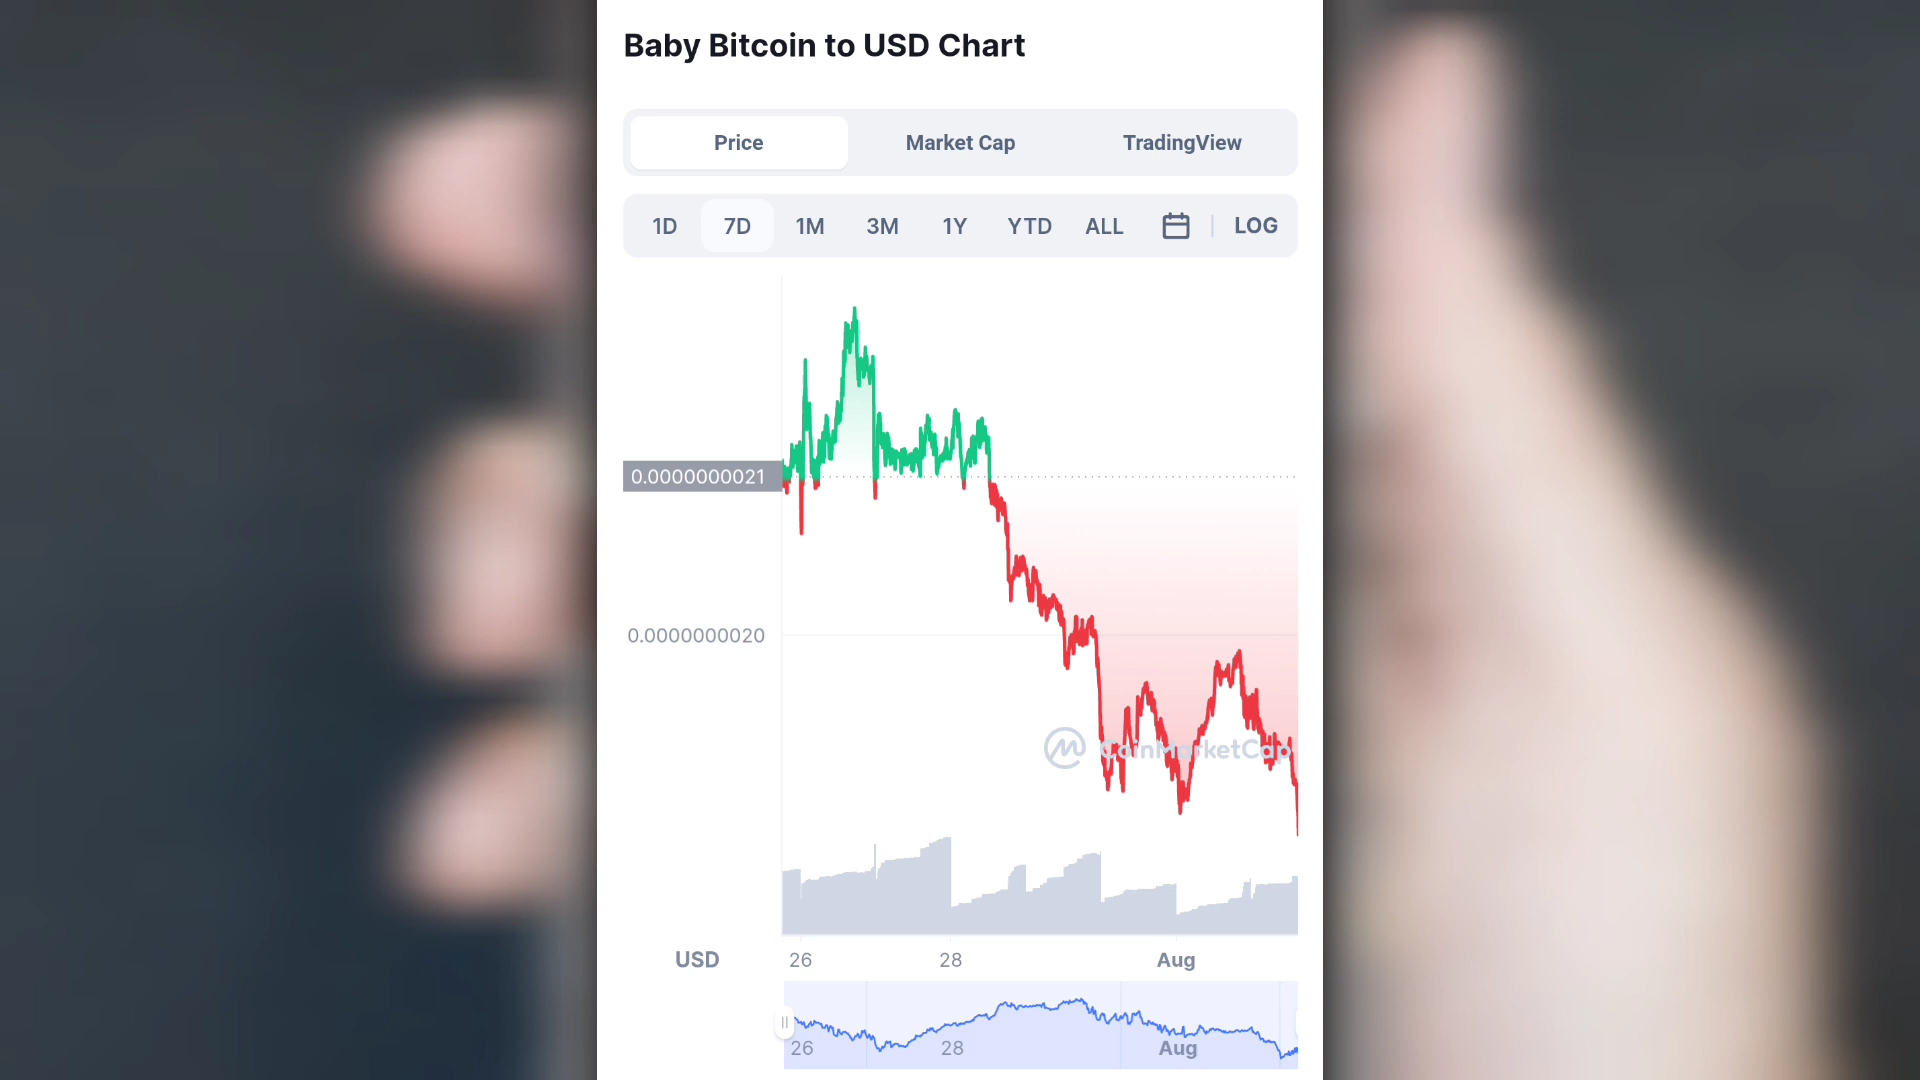 Baby Bitcoin to USD Chart
Price Market Cap TradingView
1D 7D 1M 3M 1Y YTD ALL LOG
0.0000000021
0.0000000020
CoinMarketCap
USD 26 28 Aug
26 28 Aug